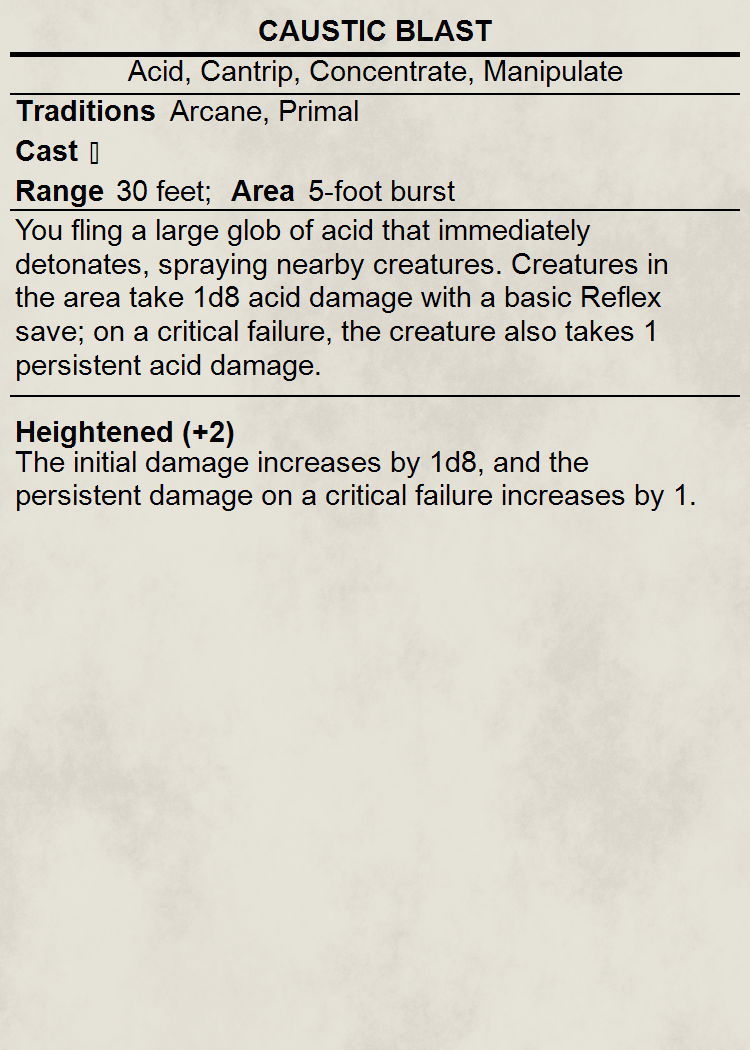 CAUSTIC BLAST
Acid, Cantrip, Concentrate, Manipulate
Traditions Arcane, Primal
Cast ▯
Range 30 feet; Area 5-foot burst
You fling a large glob of acid that immediately
detonates, spraying nearby creatures. Creatures in
the area take 1d8 acid damage with a basic Reflex
save; on a critical failure, the creature also takes 1
persistent acid damage.
Heightened (+2)
The initial damage increases by 1d8, and the
persistent damage on a critical failure increases by 1.